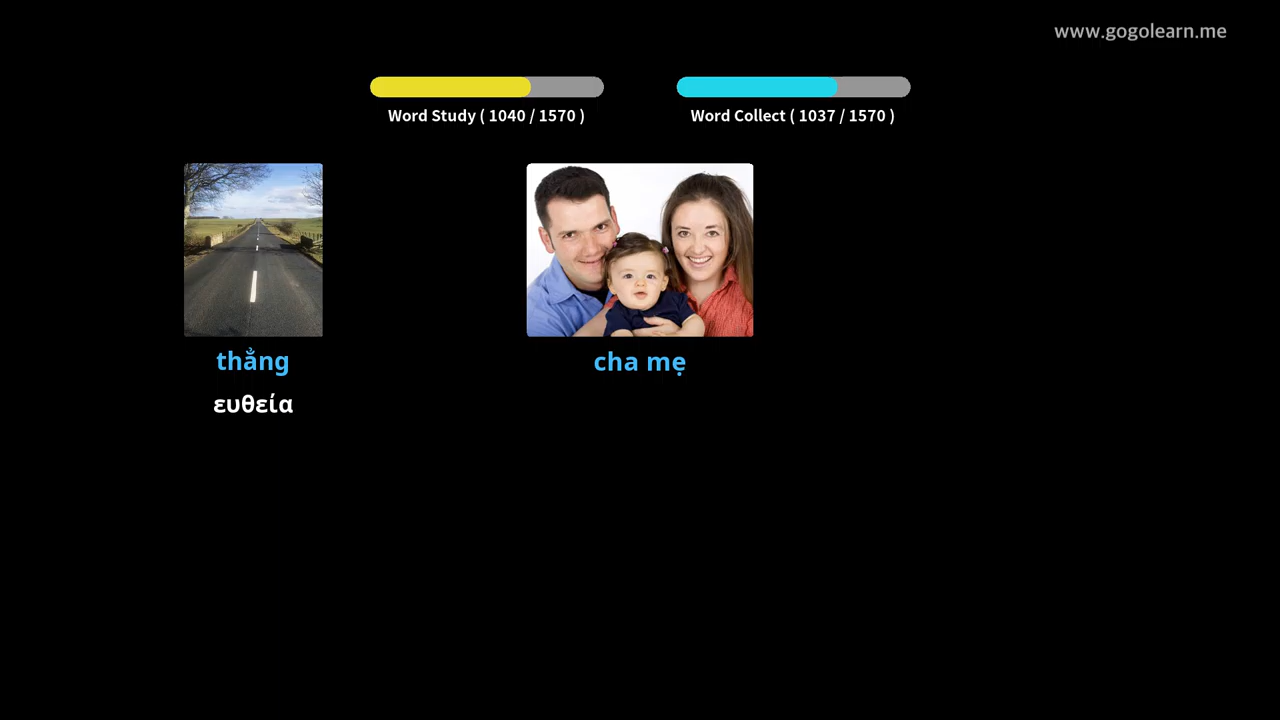 www.gogolearn.me
Word Study ( 1040 / 1570 )
Word Collect ( 1037 / 1570 )
thẳng
cha mẹ
ευθεία